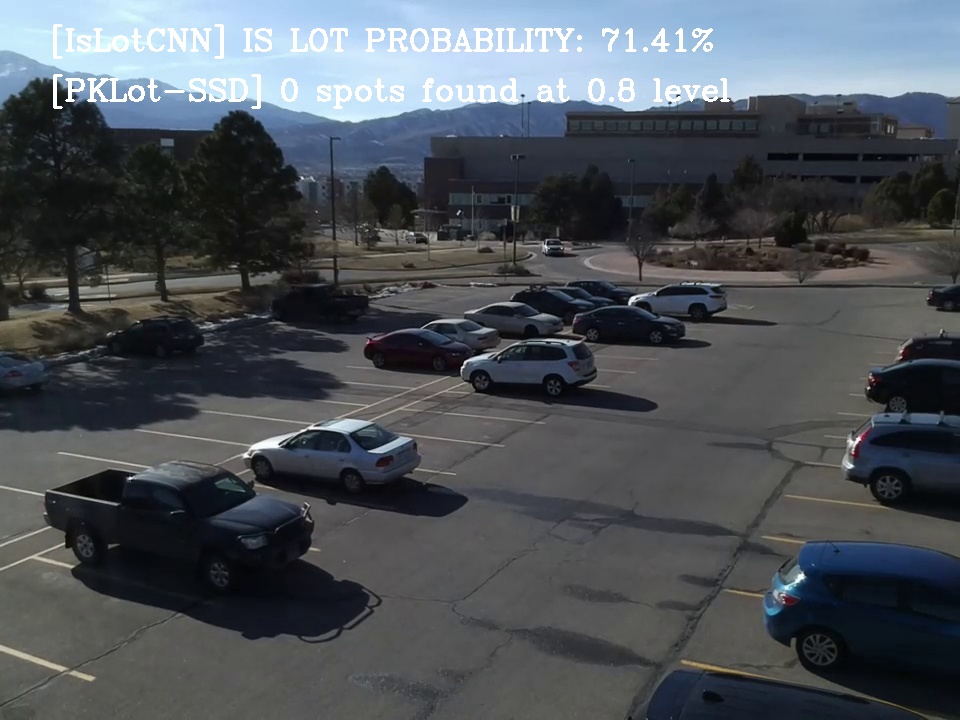 [IsLotCNN] IS LOT PROBABILITY: 71.41%
[PKLot-SSD] 0 spots found at 0.8 level